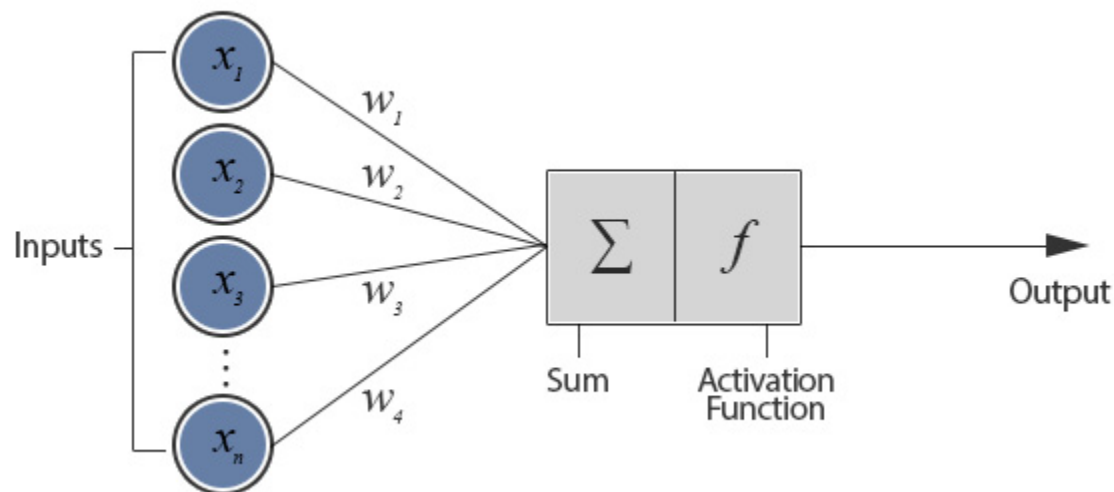 x₁
w₁
x₂
w₂
Inputs
x₃
w₃
Σ
f
Output
Sum
Activation
Function
w₄
xₙ